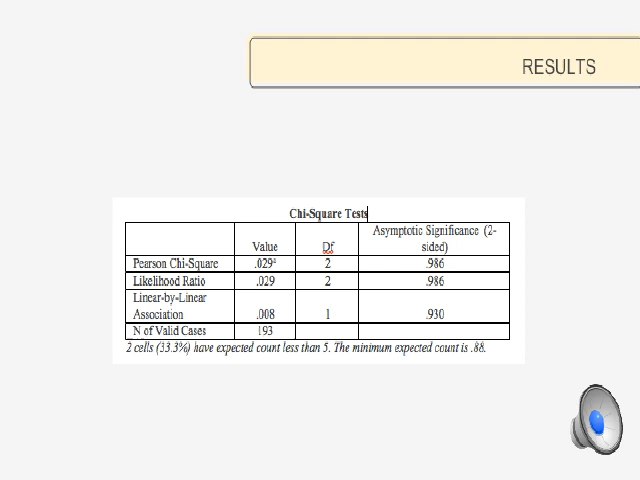 RESULTS
Chi-Square Tests
Asymptotic Significance (2-
Value Df sided)
Pearson Chi-Square .029ᵃ 2 .986
Likelihood Ratio .029 2 .986
Linear-by-Linear
Association .008 1 .930
N of Valid Cases 193
2 cells (33.3%) have expected count less than 5. The minimum expected count is .88.